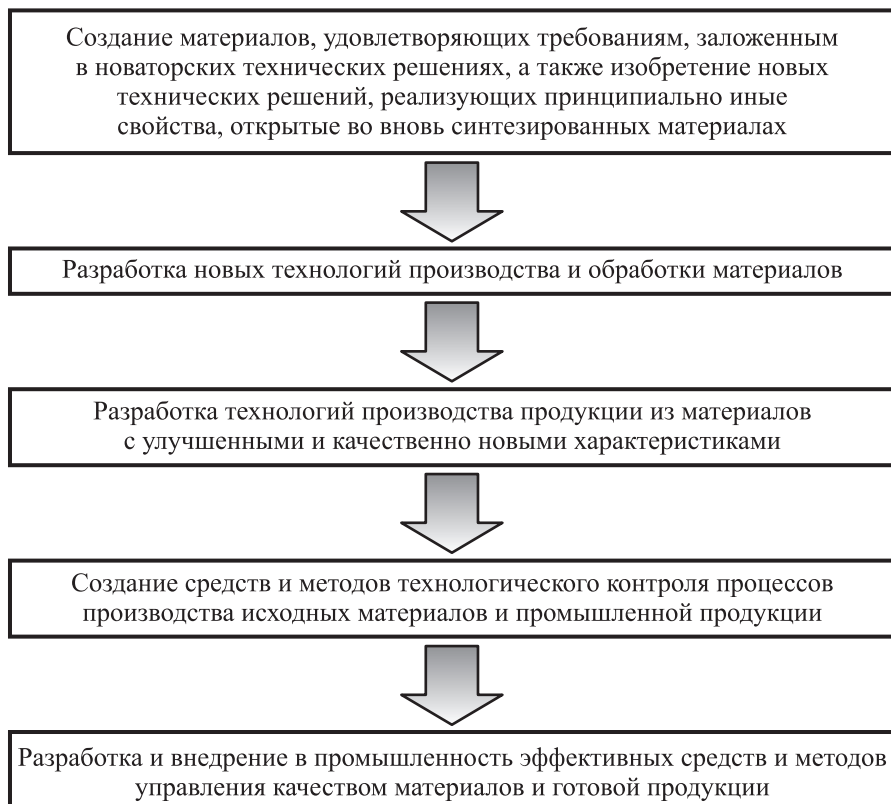 Создание материалов, удовлетворяющих требованиям, заложенным
в новаторских технических решениях, а также изобретение новых
технических решений, реализующих принципиально иные
свойства, открытые во вновь синтезированных материалах
Разработка новых технологий производства и обработки материалов
Разработка технологий производства продукции из материалов
с улучшенными и качественно новыми характеристиками
Создание средств и методов технологического контроля процессов
производства исходных материалов и промышленной продукции
Разработка и внедрение в промышленность эффективных средств и методов
управления качеством материалов и готовой продукции